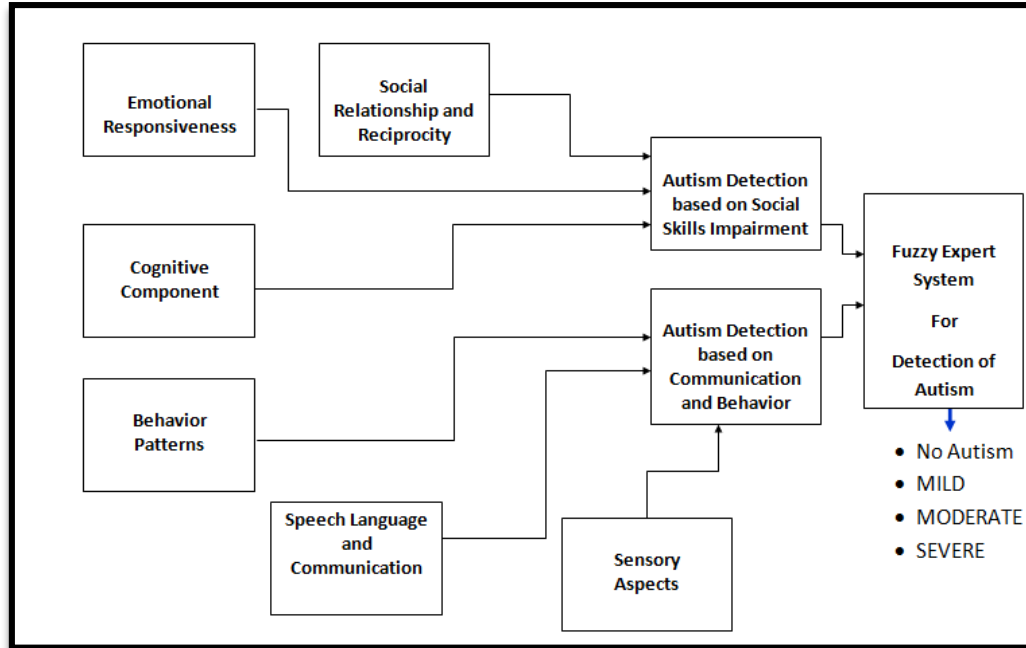 Emotional
Responsiveness
Social
Relationship and
Reciprocity
Autism Detection
based on Social
Skills Impairment
Fuzzy Expert
System
For
Detection of
Autism
Cognitive
Component
Autism Detection
based on
Communication
and Behavior
Behavior
Patterns
Speech Language
and
Communication
Sensory
Aspects
• No Autism
• MILD
• MODERATE
• SEVERE